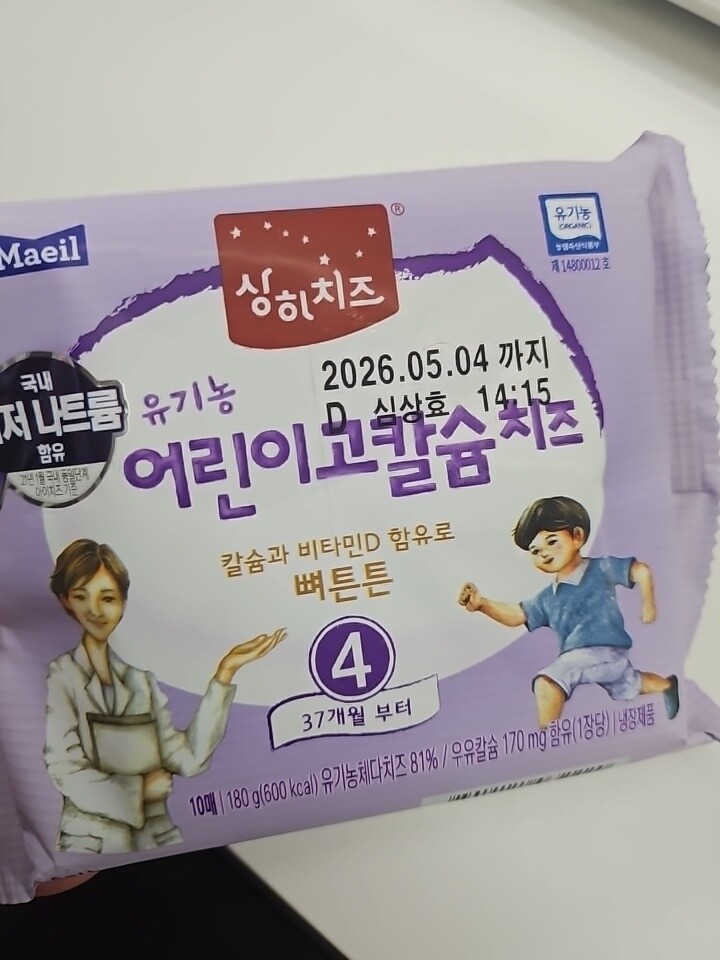 Maeil
상하치즈
®
유기농
(ORGANIC)
농림축산식품부
제 14800012 호
2026.05.04 까지
D 심상효 14:15
국내
저 나트륨
함유
유기농
어린이고칼슘치즈
칼슘과 비타민D 함유로
뼈튼튼
4
37개월 부터
10매 | 180 g(600 kcal) 유기농체다치즈 81% / 우유칼슘 170 mg 함유(1장당) | 냉장제품